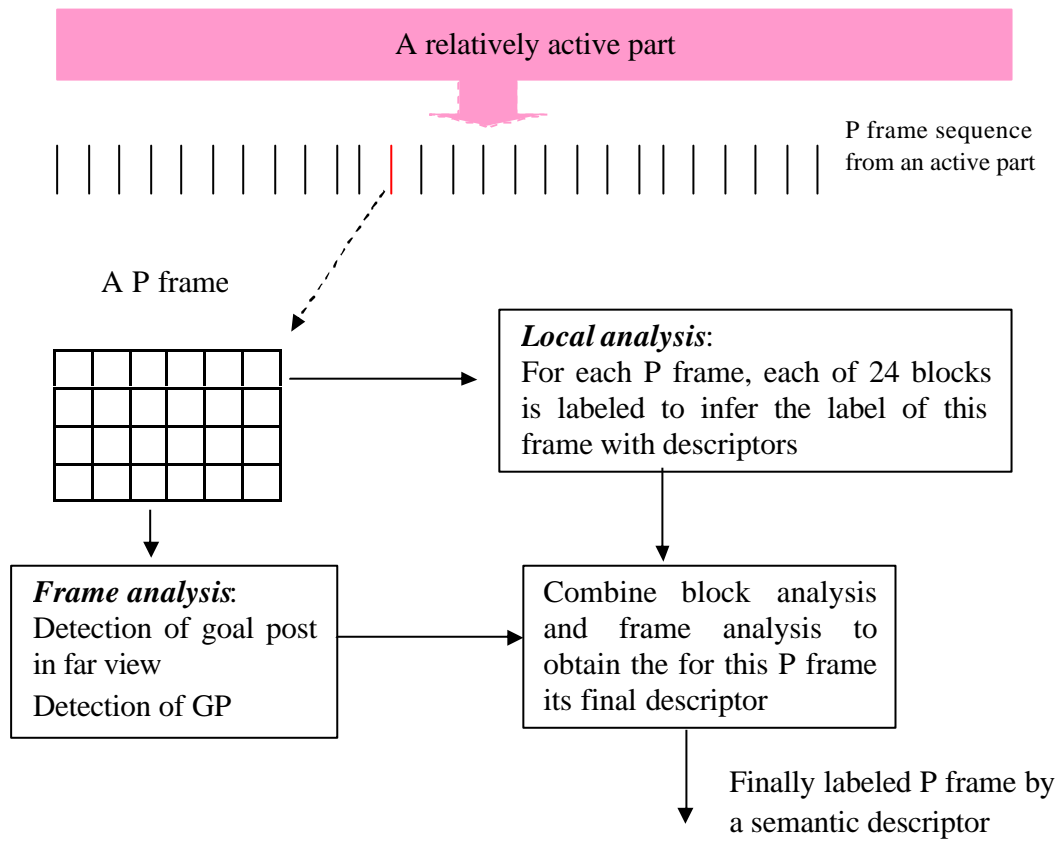 A relatively active part
P frame sequence
from an active part
A P frame
Local analysis:
For each P frame, each of 24 blocks
is labeled to infer the label of this
frame with descriptors
Frame analysis:
Detection of goal post
in far view
Detection of GP
Combine block analysis
and frame analysis to
obtain the for this P frame
its final descriptor
Finally labeled P frame by
a semantic descriptor